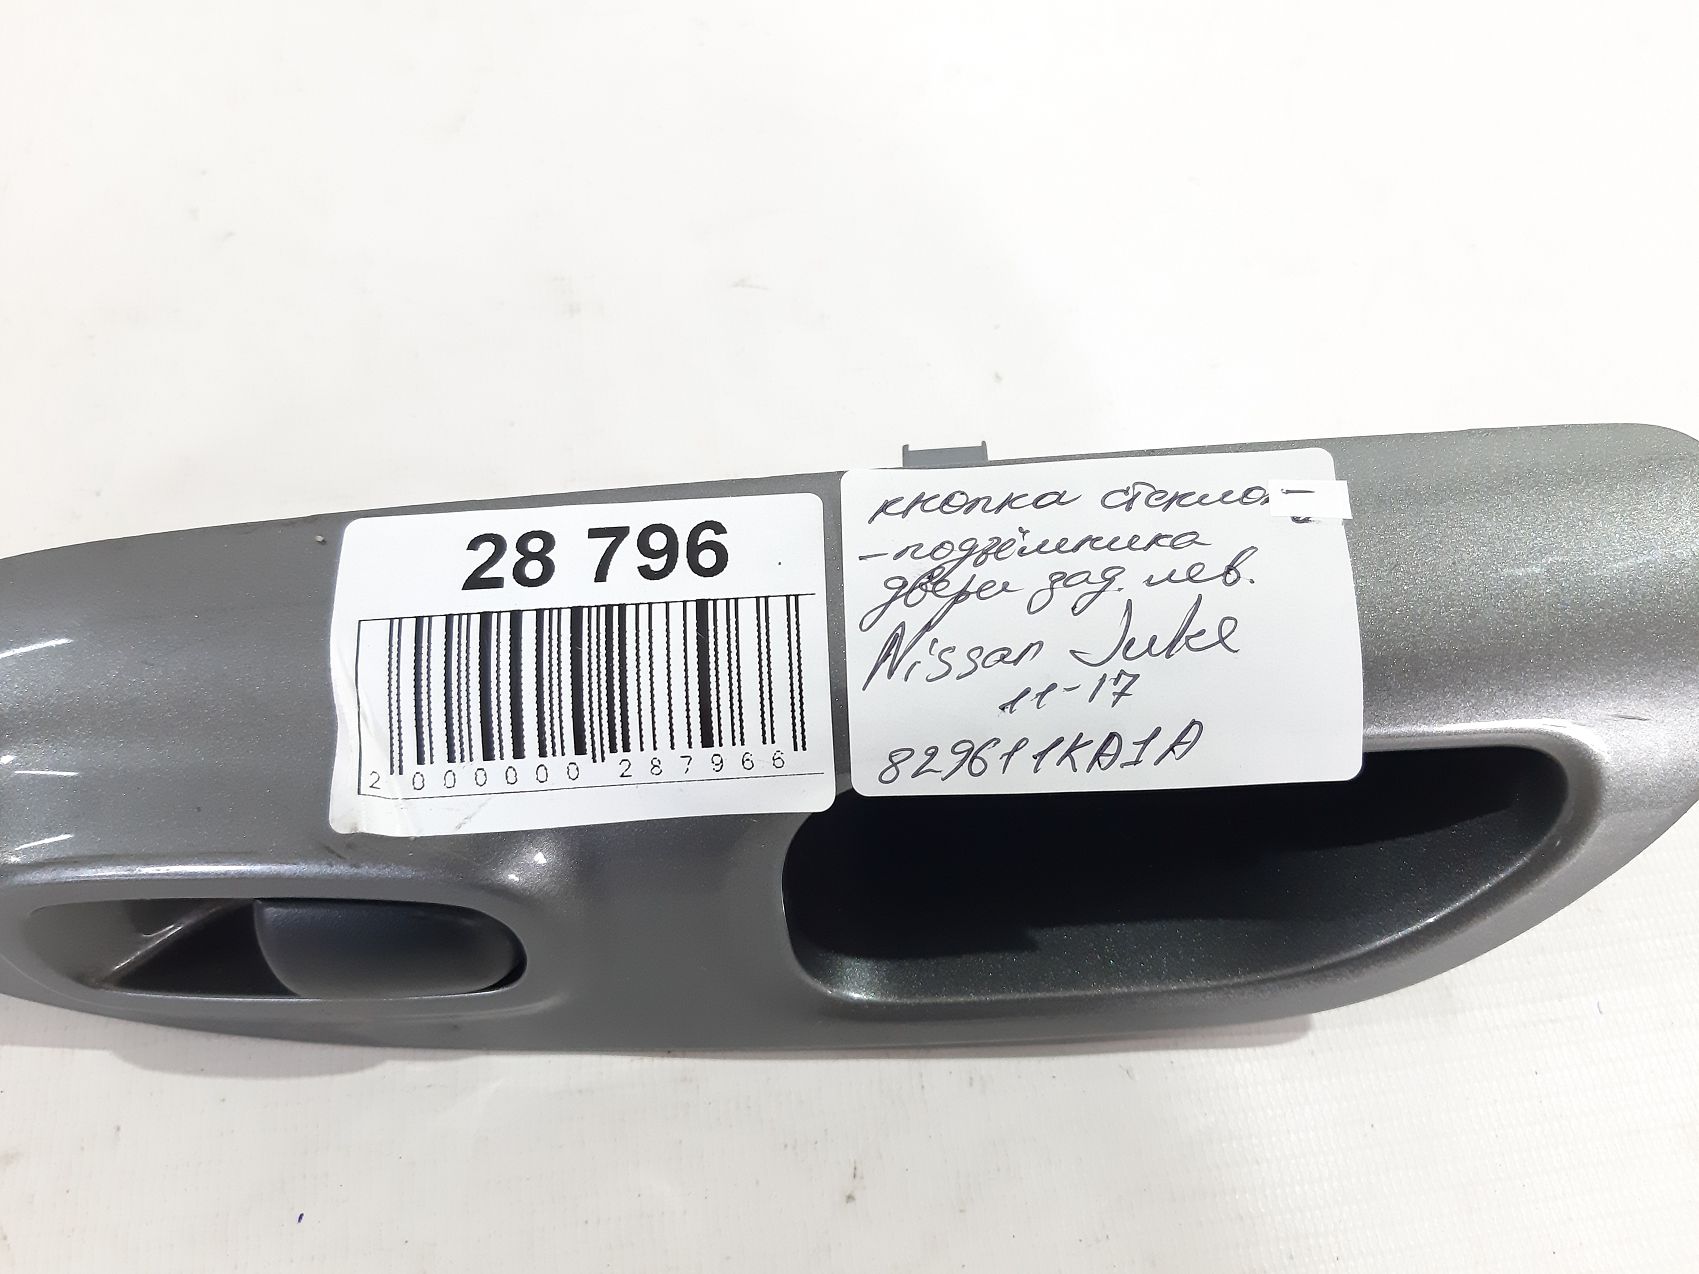 28 796
2 000000 287966
кнопка стекло-
-подъёмника
двери зад. лев.
Nissan Juke
11-17
829611KA1A